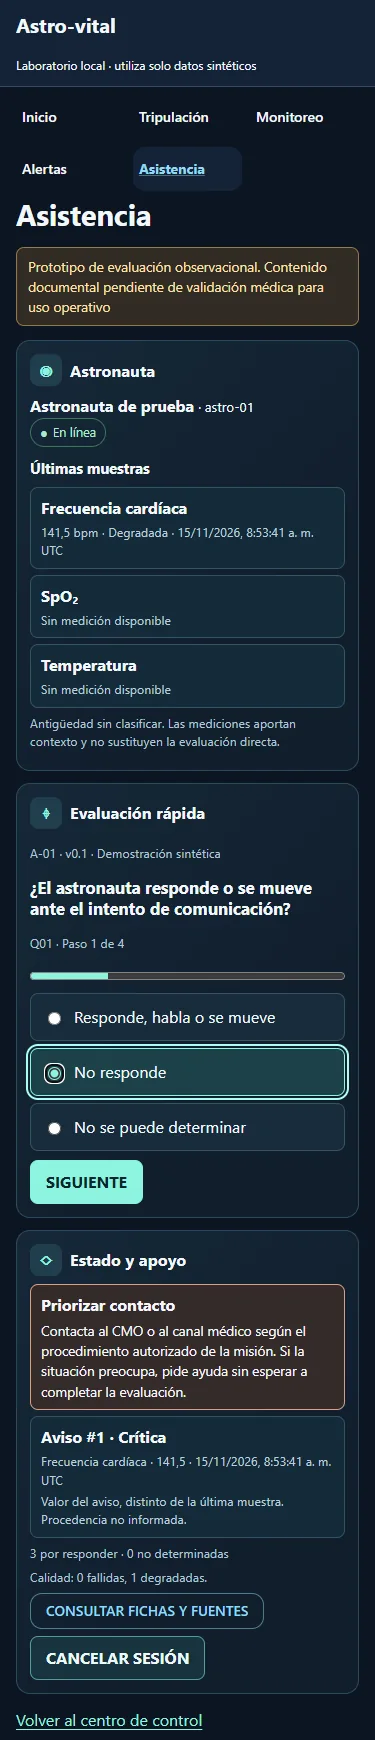 Astro-vital
Laboratorio local · utiliza solo datos sintéticos
Inicio
Tripulación
Monitoreo
Alertas
Asistencia
Asistencia
Prototipo de evaluación observacional. Contenido
documental pendiente de validación médica para
uso operativo
Astronauta
Astronauta de prueba · astro-01
En línea
Últimas muestras
Frecuencia cardíaca
141,5 bpm · Degradada · 15/11/2026, 8:53:41 a. m.
UTC
SpO₂
Sin medición disponible
Temperatura
Sin medición disponible
Antigüedad sin clasificar. Las mediciones aportan
contexto y no sustituyen la evaluación directa.
Evaluación rápida
A-01 · v0.1 · Demostración sintética
¿El astronauta responde o se mueve
ante el intento de comunicación?
Q01 · Paso 1 de 4
Responde, habla o se mueve
No responde
No se puede determinar
SIGUIENTE
Estado y apoyo
Priorizar contacto
Contacta al CMO o al canal médico según el
procedimiento autorizado de la misión. Si la
situación preocupa, pide ayuda sin esperar a
completar la evaluación.
Aviso #1 · Crítica
Frecuencia cardíaca · 141,5 · 15/11/2026, 8:53:41 a. m.
UTC
Valor del aviso, distinto de la última muestra.
Procedencia no informada.
3 por responder · 0 no determinadas
Calidad: 0 fallidas, 1 degradadas.
CONSULTAR FICHAS Y FUENTES
CANCELAR SESIÓN
Volver al centro de control